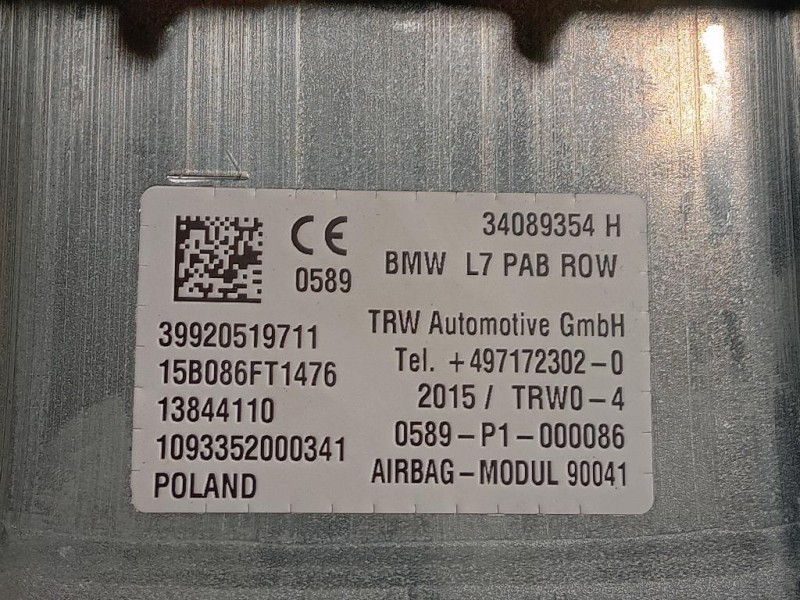 CE 0589
34089354 H
BMW L7 PAB ROW
39920519711
15B086FT1476
13844110
1093352000341
POLAND
TRW Automotive GmbH
Tel. +497172302-0
2015 / TRW0-4
0589-P1-000086
AIRBAG-MODUL 90041